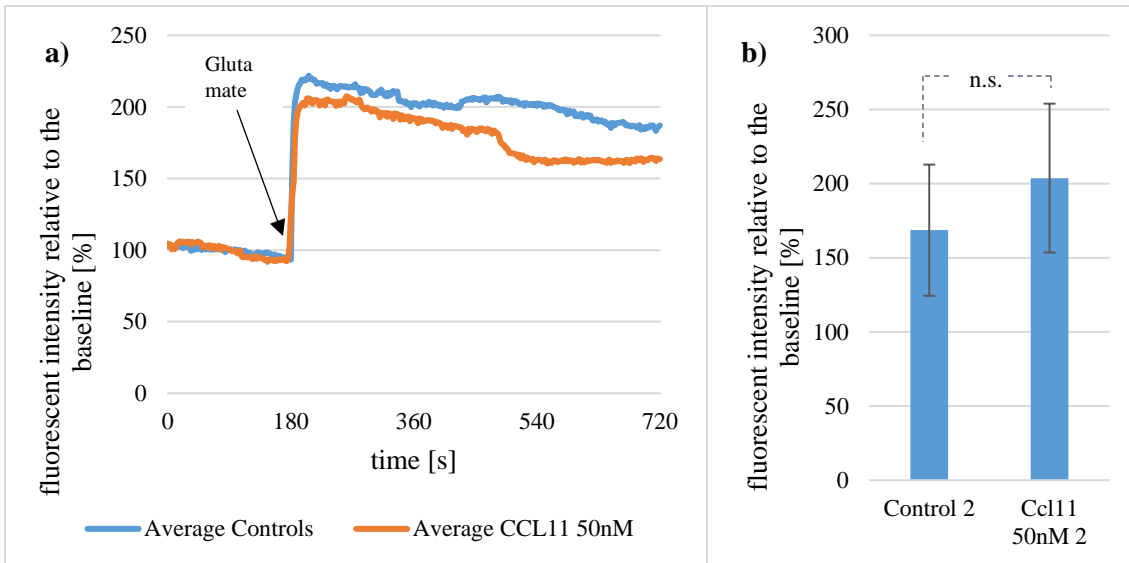 a)
fluorescent intensity relative to the
baseline [%]
250
200
150
100
50
0
Gluta
mate
0 180 360 540 720
time [s]
Average Controls Average CCL11 50nM
b)
fluorescent intensity relative to the
baseline [%]
300
250
200
150
100
50
0
n.s.
Control 2 Ccl11
50nM 2